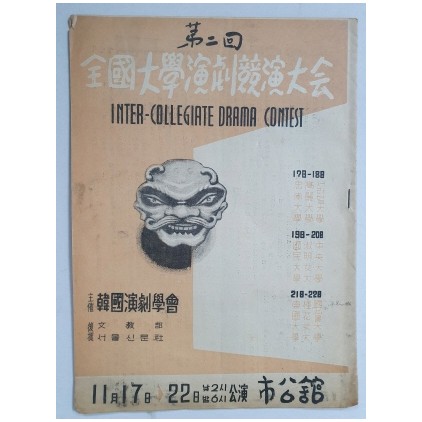 第二回
全國大學演劇競演大会
INTER-COLLEGIATE DRAMA CONTEST
17日-18日
19日-20日
21日-22日
主催 韓國演劇學會
後援 文教部
서울신문社
11月17日 22日 낮2시 밤6시 公演 市公舘